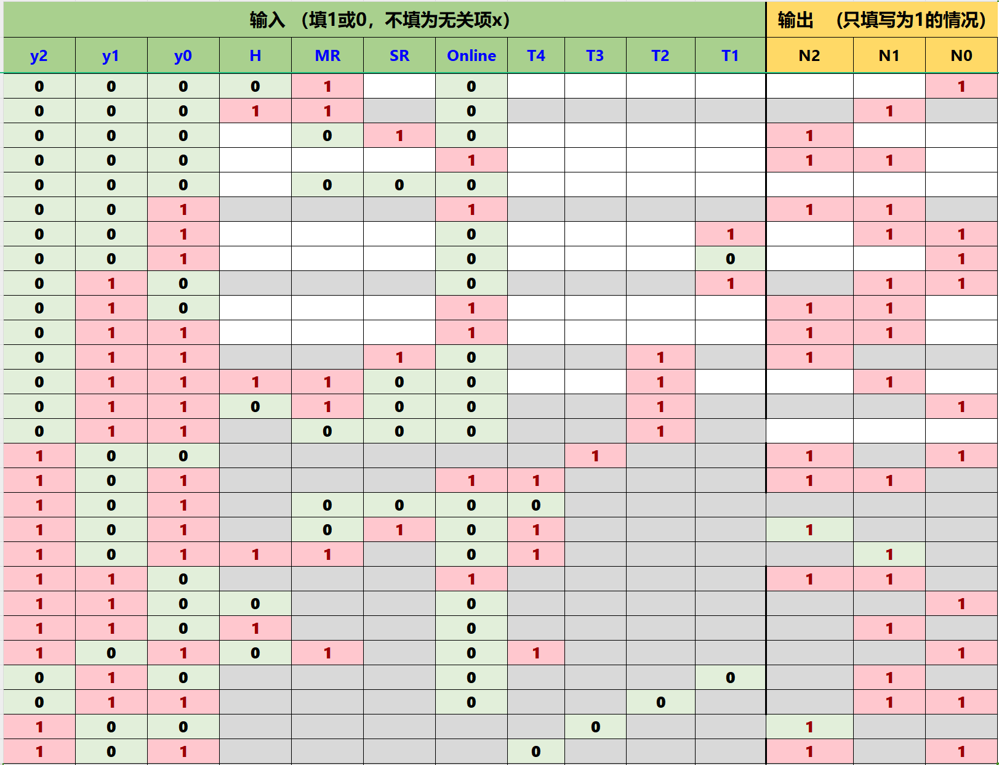 输入 （填1或0，不填为无关项x） 输出 （只填写为1的情况）
y2 y1 y0 H MR SR Online T4 T3 T2 T1 N2 N1 N0
0 0 0 0 1 0 1
0 0 0 1 1 0 1
0 0 0 0 1 0 1
0 0 0 1 1 1
0 0 0 0 0 0
0 0 1 1 1 1
0 0 1 0 1 1 1
0 0 1 0 0 1
0 1 0 0 1 1 1
0 1 0 1 1 1
0 1 1 1 1 1
0 1 1 1 0 1 1
0 1 1 1 1 0 0 1 1
0 1 1 0 1 0 0 1 1
0 1 1 0 0 0 1
1 0 0 1 1 1
1 0 1 1 1 1 1
1 0 1 0 0 0 0
1 0 1 0 1 0 1 1
1 0 1 1 1 0 1 1
1 1 0 1 1 1
1 1 0 0 0 1
1 1 0 1 0 1
1 0 1 0 1 0 1 1
0 1 0 0 0 1
0 1 1 0 0 1 1
1 0 0 0 1
1 0 1 0 1 1